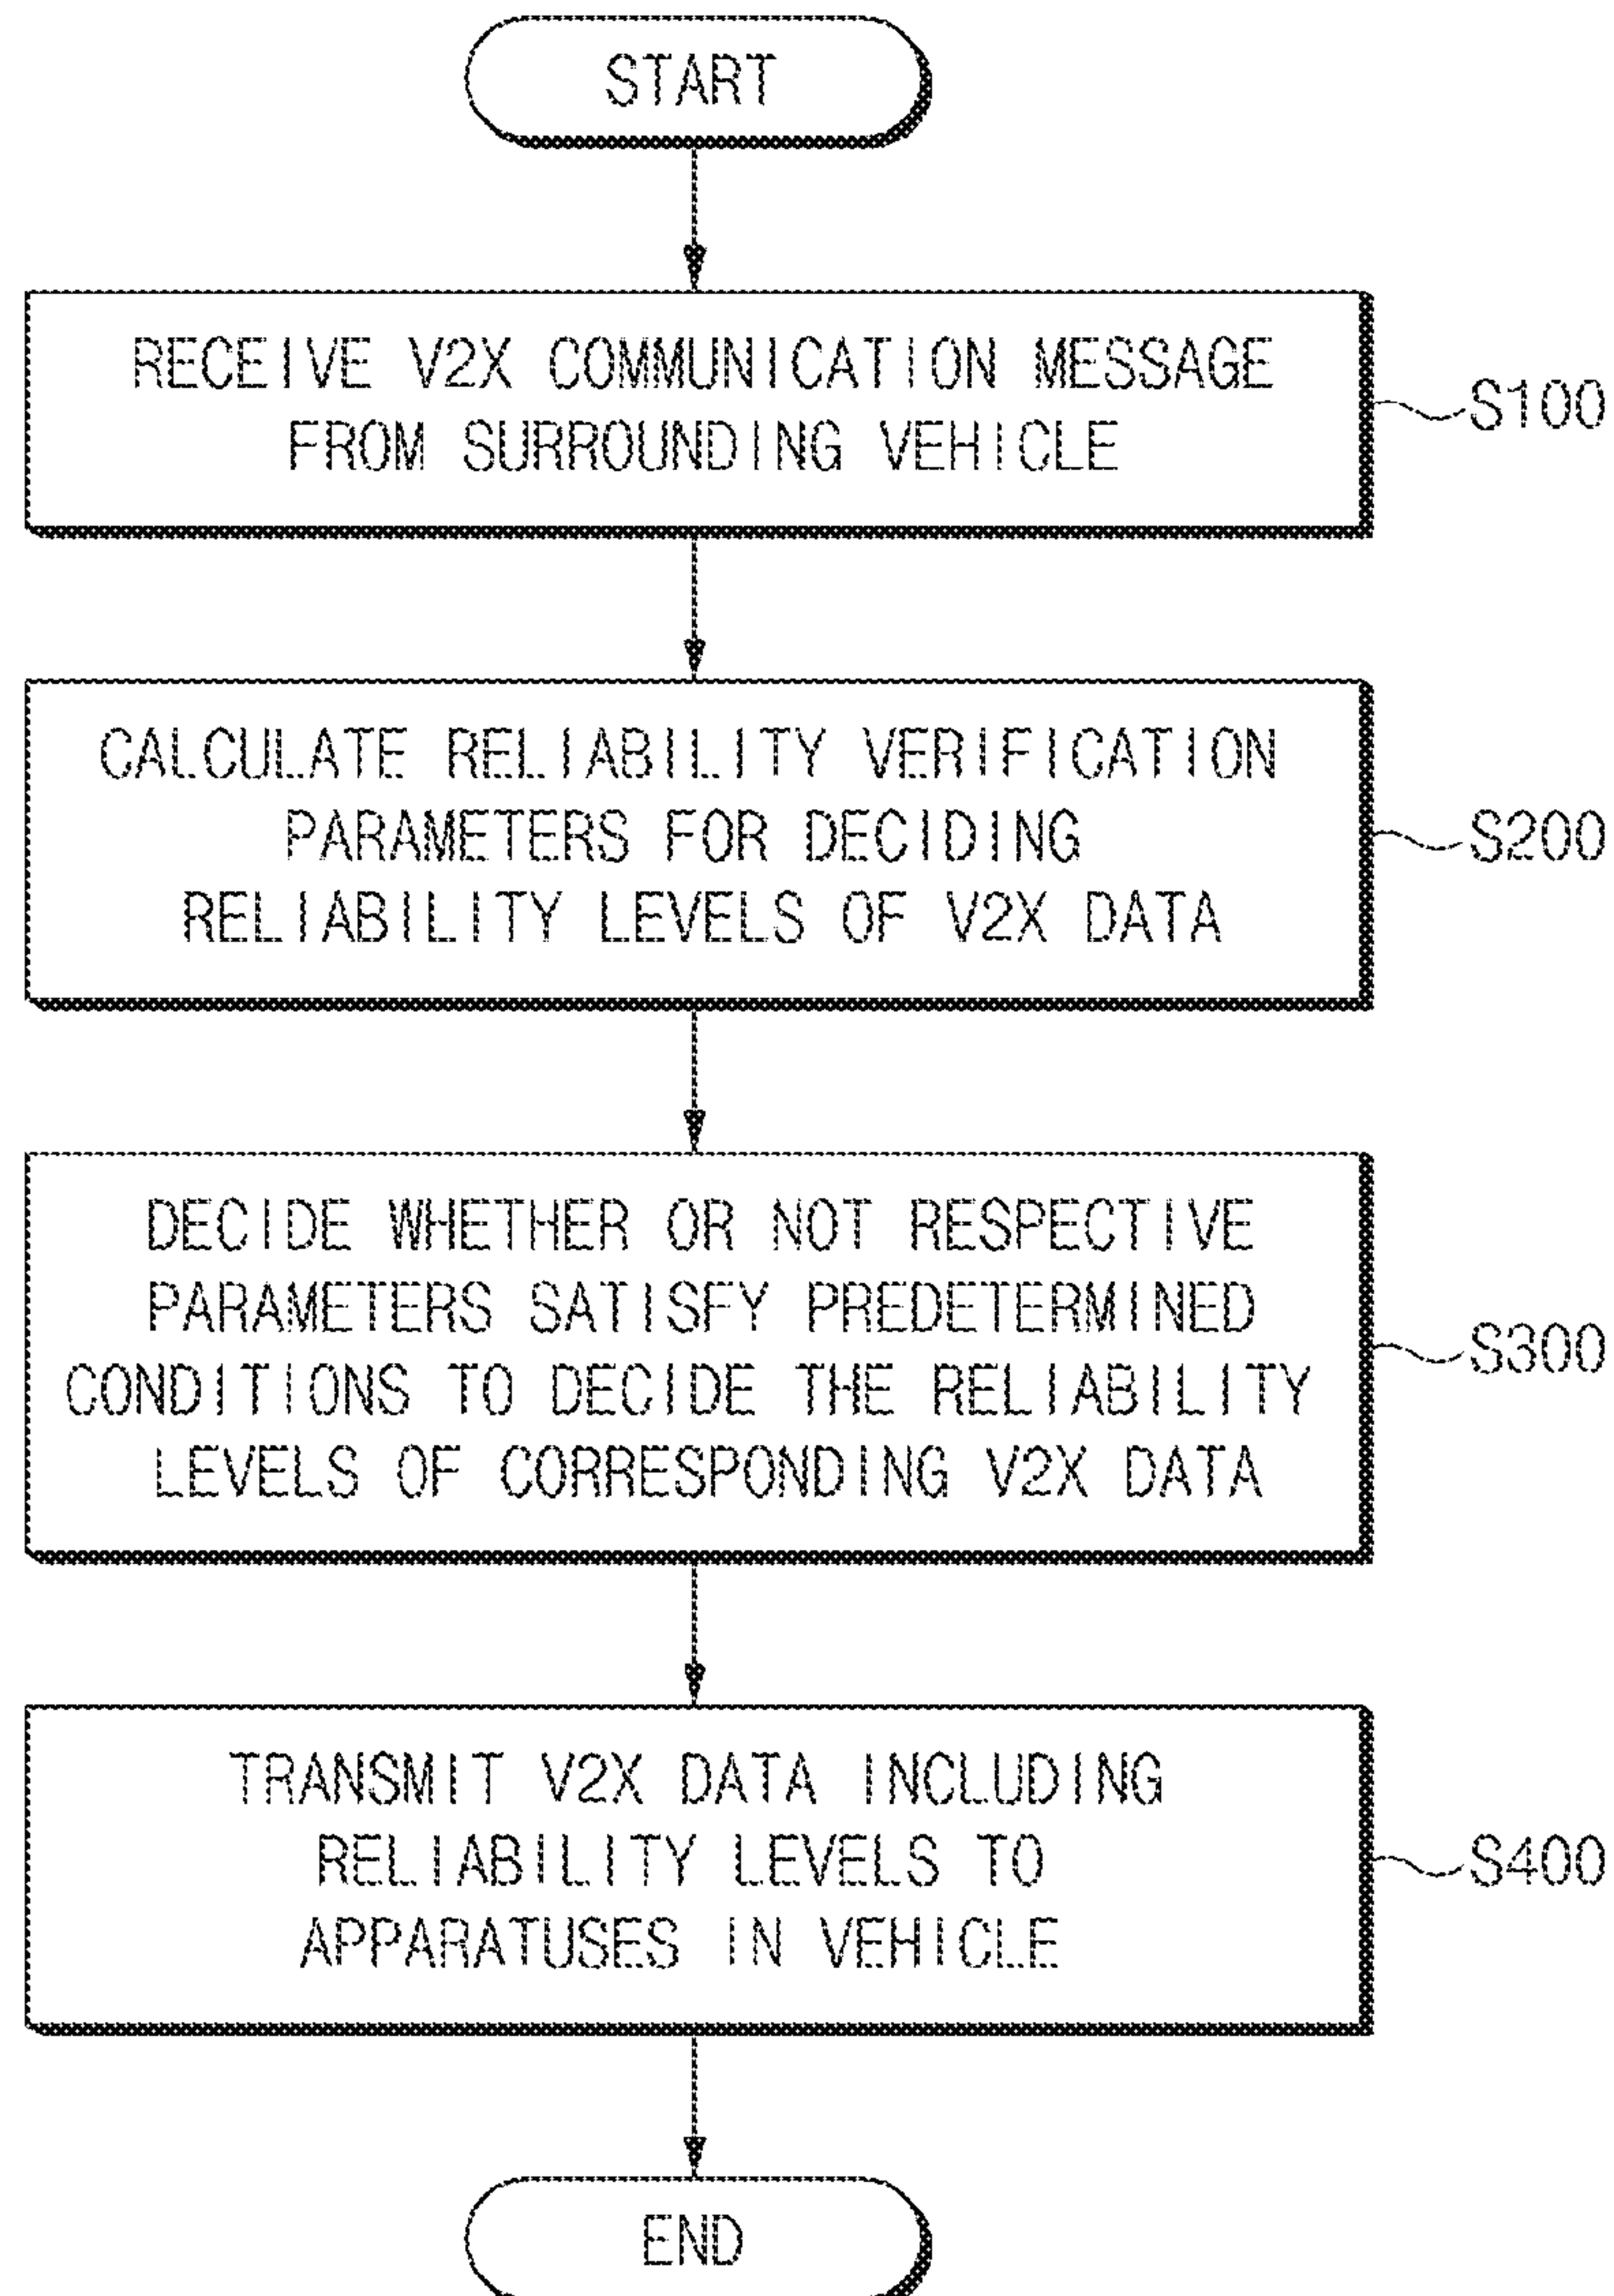 START
RECEIVE V2X COMMUNICATION MESSAGE
FROM SURROUNDING VEHICLE
S100
CALCULATE RELIABILITY VERIFICATION
PARAMETERS FOR DECIDING
RELIABILITY LEVELS OF V2X DATA
S200
DECIDE WHETHER OR NOT RESPECTIVE
PARAMETERS SATISFY PREDETERMINED
CONDITIONS TO DECIDE THE RELIABILITY
LEVELS OF CORRESPONDING V2X DATA
S300
TRANSMIT V2X DATA INCLUDING
RELIABILITY LEVELS TO
APPARATUSES IN VEHICLE
S400
END